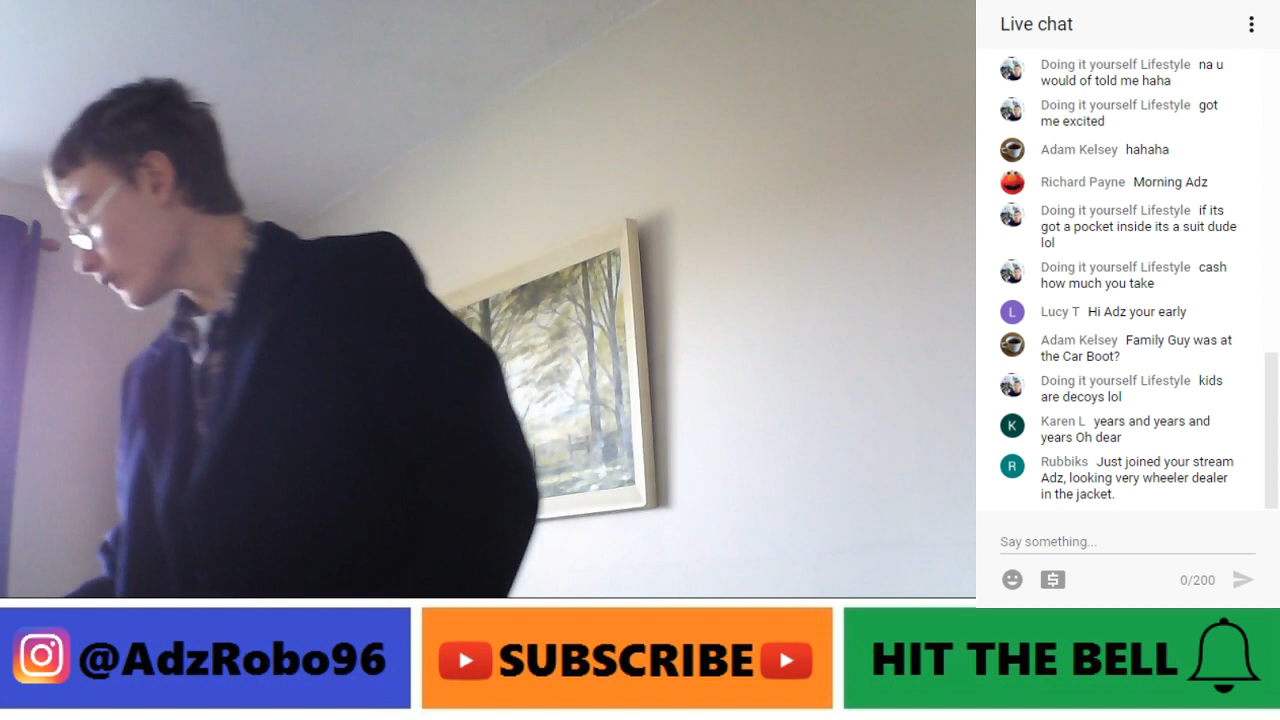 Live chat
Doing it yourself Lifestyle na u
would of told me haha
Doing it yourself Lifestyle got
me excited
Adam Kelsey hahaha
Richard Payne Morning Adz
Doing it yourself Lifestyle if its
got a pocket inside its a suit dude
lol
Doing it yourself Lifestyle cash
how much you take
L
Lucy T Hi Adz your early
Adam Kelsey Family Guy was at
the Car Boot?
Doing it yourself Lifestyle kids
are decoys lol
K
Karen L years and years and
years Oh dear
R
Rubbiks Just joined your stream
Adz, looking very wheeler dealer
in the jacket.
Say something...
0/200
@AdzRobo96
SUBSCRIBE
HIT THE BELL